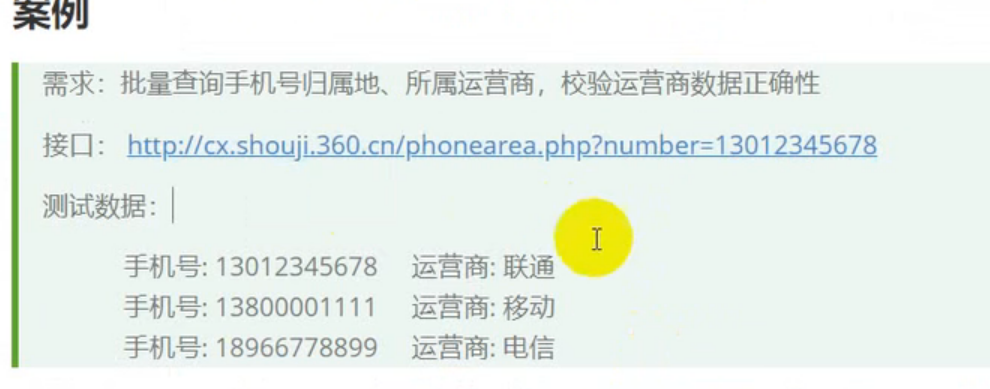 案例
需求：批量查询手机号归属地、所属运营商，校验运营商数据正确性
接口： http://cx.shouji.360.cn/phonearea.php?number=13012345678
测试数据：
手机号: 13012345678 运营商: 联通
手机号: 13800001111 运营商: 移动
手机号: 18966778899 运营商: 电信